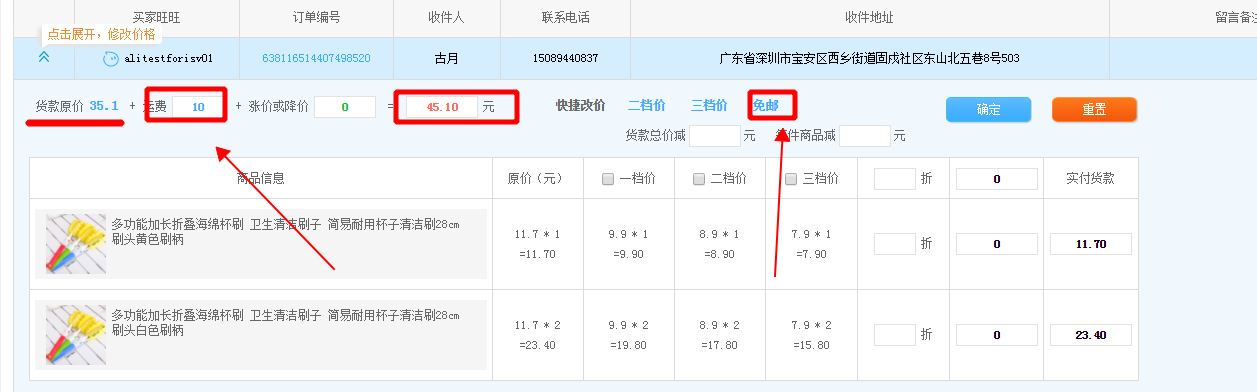 买家旺旺 订单编号 收件人 联系电话 收件地址 留言备注
点击展开，修改价格
alitestforisv01 638116514407498520 古月 15089440837 广东省深圳市宝安区西乡街道固戍社区东山北五巷8号503
货款原价 35.1 + 运费 10 + 涨价或降价 0 = 45.10 元 快捷改价 二档价 三档价 免邮 确定 重置
货款总价减 元 件商品减 元
商品信息 原价（元） 一档价 二档价 三档价 折 0 实付货款
多功能加长折叠海绵杯刷 卫生清洁刷子 简易耐用杯子清洁刷28cm
刷头黄色刷柄
11.7 * 1 9.9 * 1 8.9 * 1 7.9 * 1
=11.70 =9.90 =8.90 =7.90
折 0 11.70
多功能加长折叠海绵杯刷 卫生清洁刷子 简易耐用杯子清洁刷28cm
刷头白色刷柄
11.7 * 2 9.9 * 2 8.9 * 2 7.9 * 2
=23.40 =19.80 =17.80 =15.80
折 0 23.40